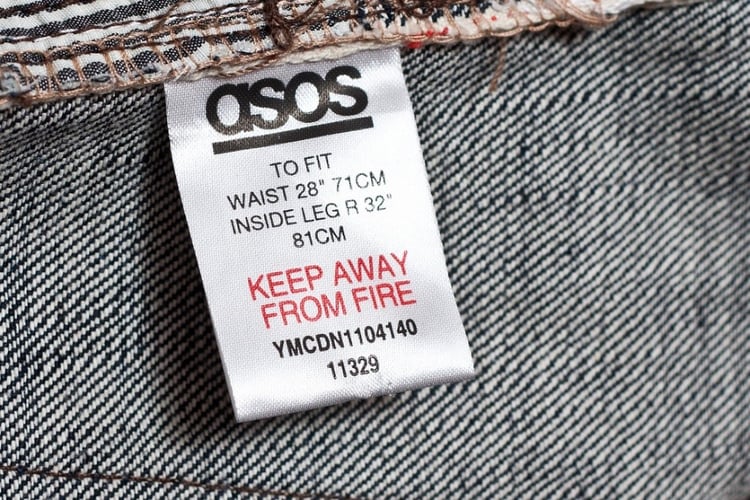 asos
TO FIT
WAIST 28" 71CM
INSIDE LEG R 32"
81CM
KEEP AWAY
FROM FIRE
YMCDN1104140
11329